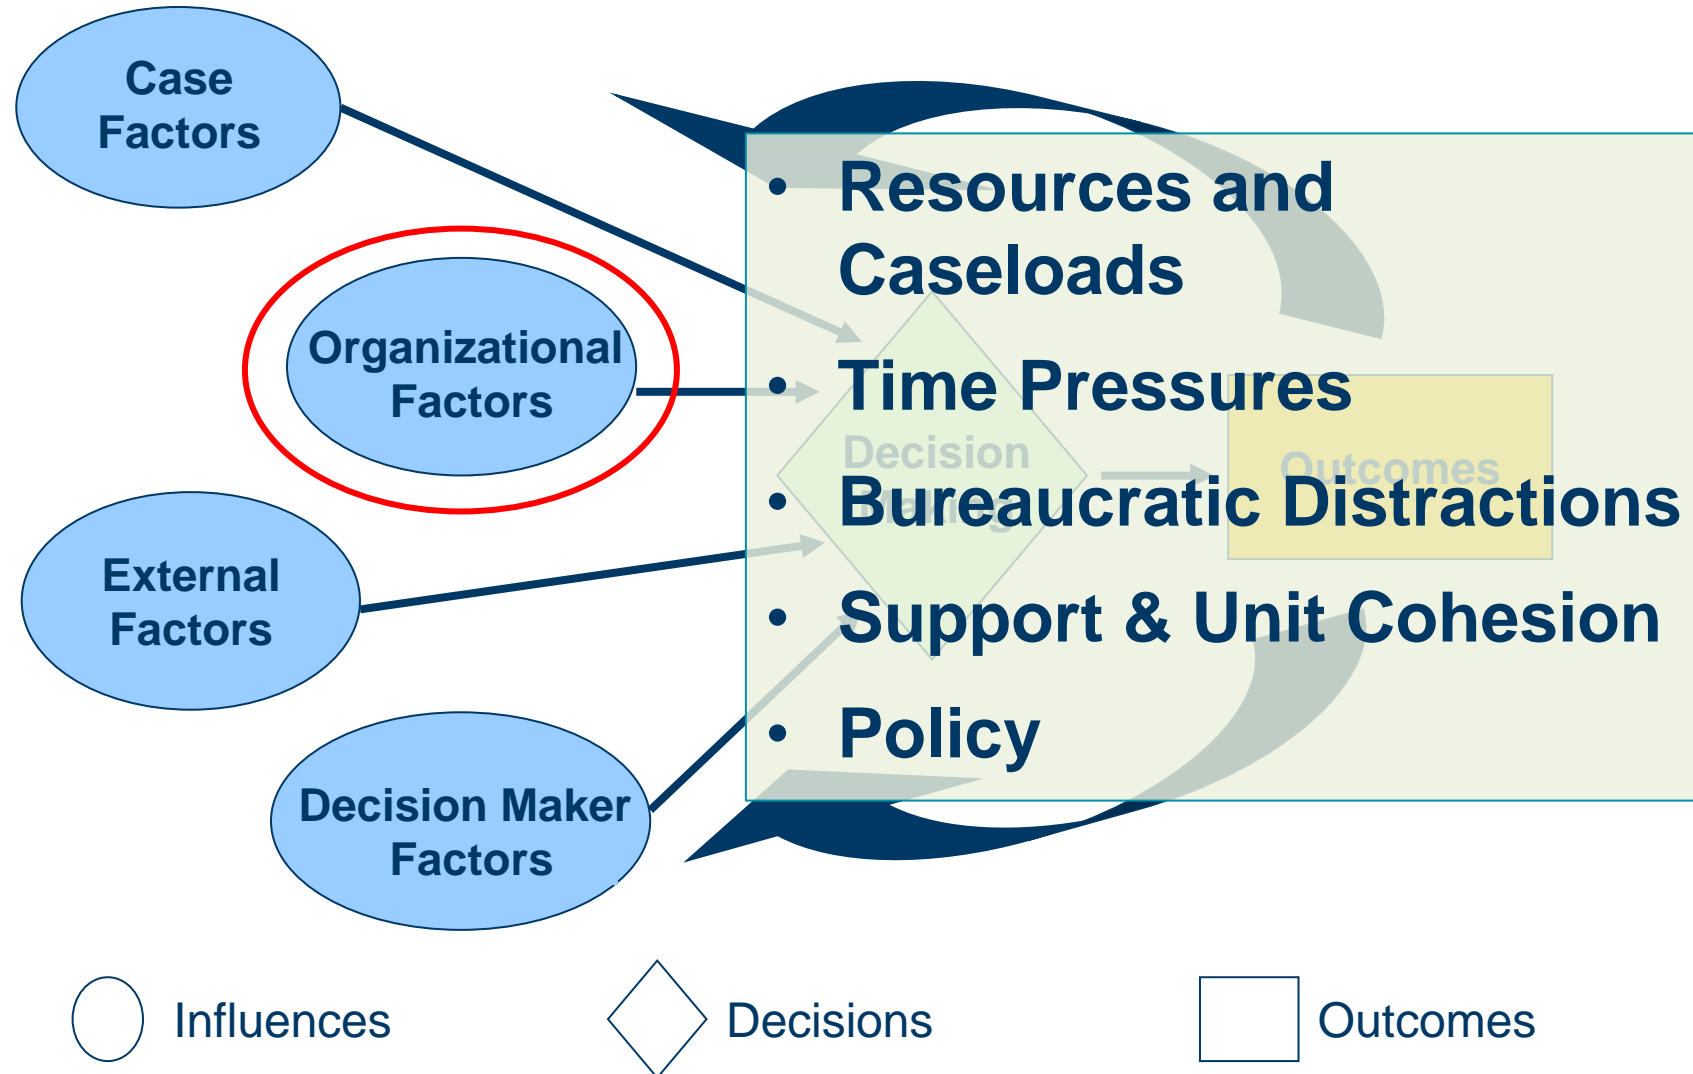 Case
Factors
Organizational
Factors
External
Factors
Decision Maker
Factors
• Resources and
Caseloads
• Time Pressures
• Bureaucratic Distractions
• Support & Unit Cohesion
• Policy
Decision
Making
Outcomes
Influences
Decisions
Outcomes